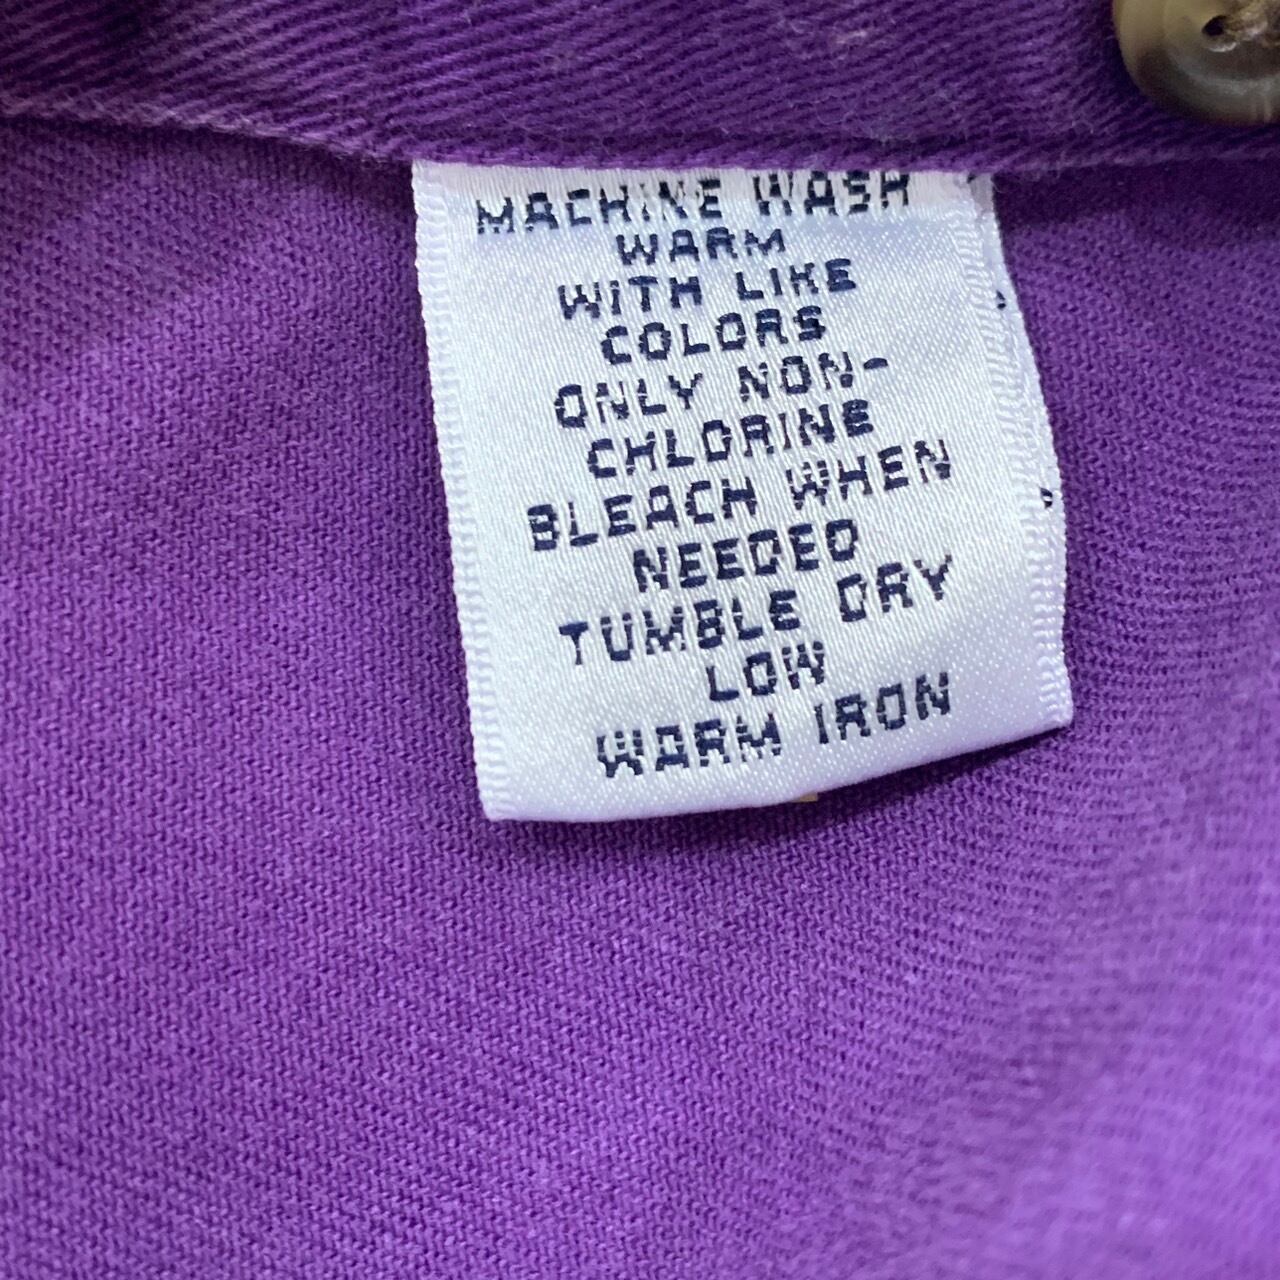 MACHINE WASH
WARM
WITH LIKE
COLORS
ONLY NON-
CHLORINE
BLEACH WHEN
NEEDED
TUMBLE DRY
LOW
WARM IRON